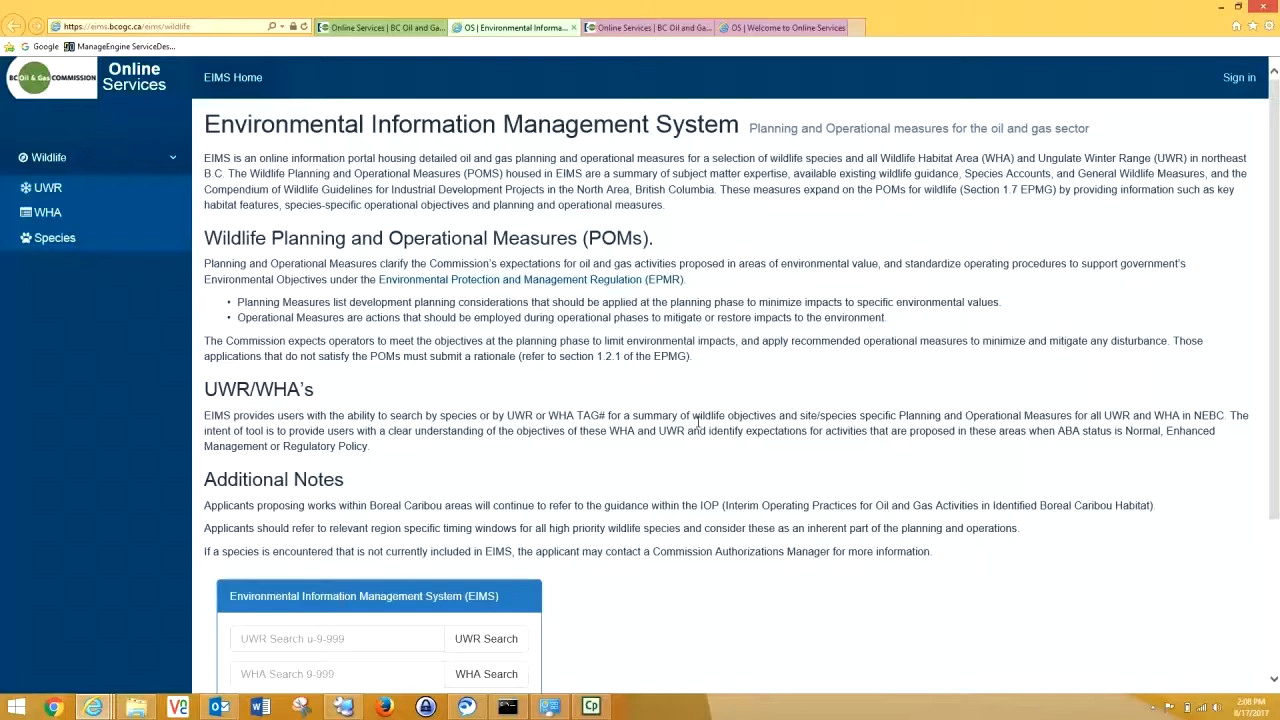 https://eims.bcogc.ca/eims/wildlife
Online Services | BC Oil and Ga...
OS | Environmental Informa...
Online Services | BC Oil and Ga...
OS | Welcome to Online Services
Google
ManageEngine ServiceDes...
BC Oil & Gas COMMISSION
Online
Services
EIMS Home
Sign in
Wildlife
UWR
WHA
Species
Environmental Information Management System Planning and Operational measures for the oil and gas sector
EIMS is an online information portal housing detailed oil and gas planning and operational measures for a selection of wildlife species and all Wildlife Habitat Area (WHA) and Ungulate Winter Range (UWR) in northeast
B.C. The Wildlife Planning and Operational Measures (POMS) housed in EIMS are a summary of subject matter expertise, available existing wildlife guidance, Species Accounts, and General Wildlife Measures, and the
Compendium of Wildlife Guidelines for Industrial Development Projects in the North Area, British Columbia. These measures expand on the POMs for wildlife (Section 1.7 EPMG) by providing information such as key
habitat features, species-specific operational objectives and planning and operational measures.
Wildlife Planning and Operational Measures (POMs).
Planning and Operational Measures clarify the Commission's expectations for oil and gas activities proposed in areas of environmental value, and standardize operating procedures to support government's
Environmental Objectives under the Environmental Protection and Management Regulation (EPMR).
• Planning Measures list development planning considerations that should be applied at the planning phase to minimize impacts to specific environmental values.
• Operational Measures are actions that should be employed during operational phases to mitigate or restore impacts to the environment.
The Commission expects operators to meet the objectives at the planning phase to limit environmental impacts, and apply recommended operational measures to minimize and mitigate any disturbance. Those
applications that do not satisfy the POMs must submit a rationale (refer to section 1.2.1 of the EPMG).
UWR/WHA's
EIMS provides users with the ability to search by species or by UWR or WHA TAG# for a summary of wildlife objectives and site/species specific Planning and Operational Measures for all UWR and WHA in NEBC. The
intent of tool is to provide users with a clear understanding of the objectives of these WHA and UWR and identify expectations for activities that are proposed in these areas when ABA status is Normal, Enhanced
Management or Regulatory Policy.
Additional Notes
Applicants proposing works within Boreal Caribou areas will continue to refer to the guidance within the IOP (Interim Operating Practices for Oil and Gas Activities in Identified Boreal Caribou Habitat).
Applicants should refer to relevant region specific timing windows for all high priority wildlife species and consider these as an inherent part of the planning and operations.
If a species is encountered that is not currently included in EIMS, the applicant may contact a Commission Authorizations Manager for more information.
Environmental Information Management System (EIMS)
UWR Search u-9-999
UWR Search
WHA Search 9-999
WHA Search
Cp
2:08 PM
8/17/2017